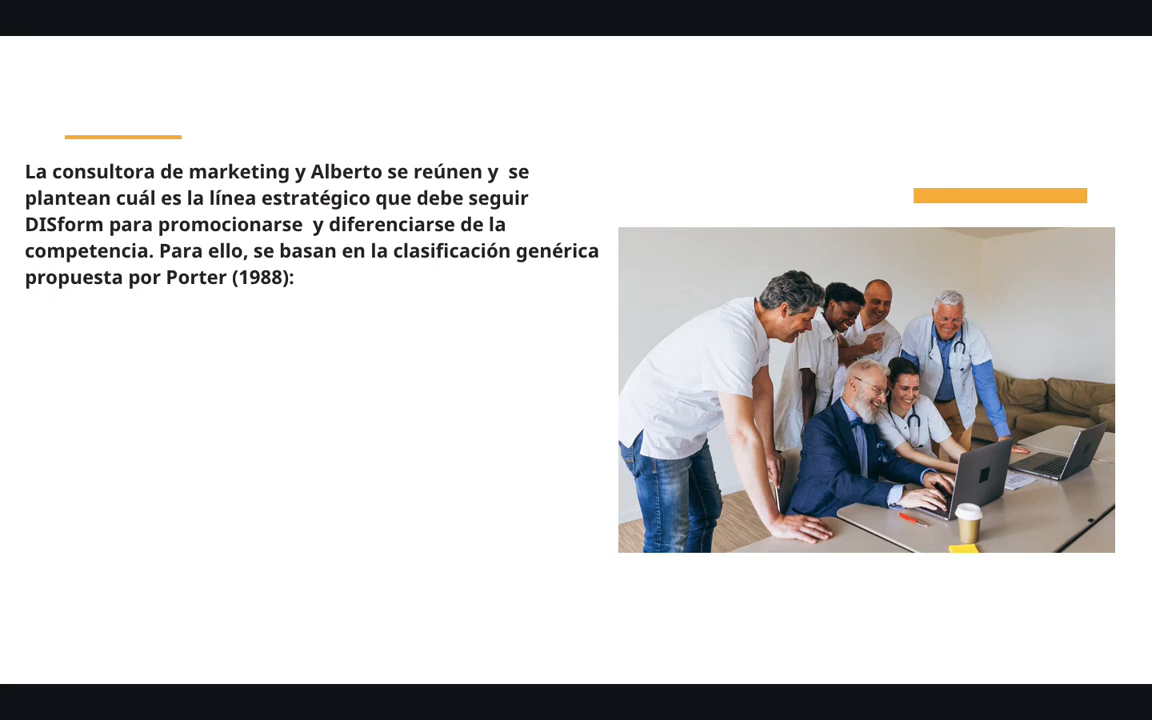 La consultora de marketing y Alberto se reúnen y  se
plantean cuál es la línea estratégico que debe seguir
DISform para promocionarse  y diferenciarse de la
competencia. Para ello, se basan en la clasificación genérica
propuesta por Porter (1988):